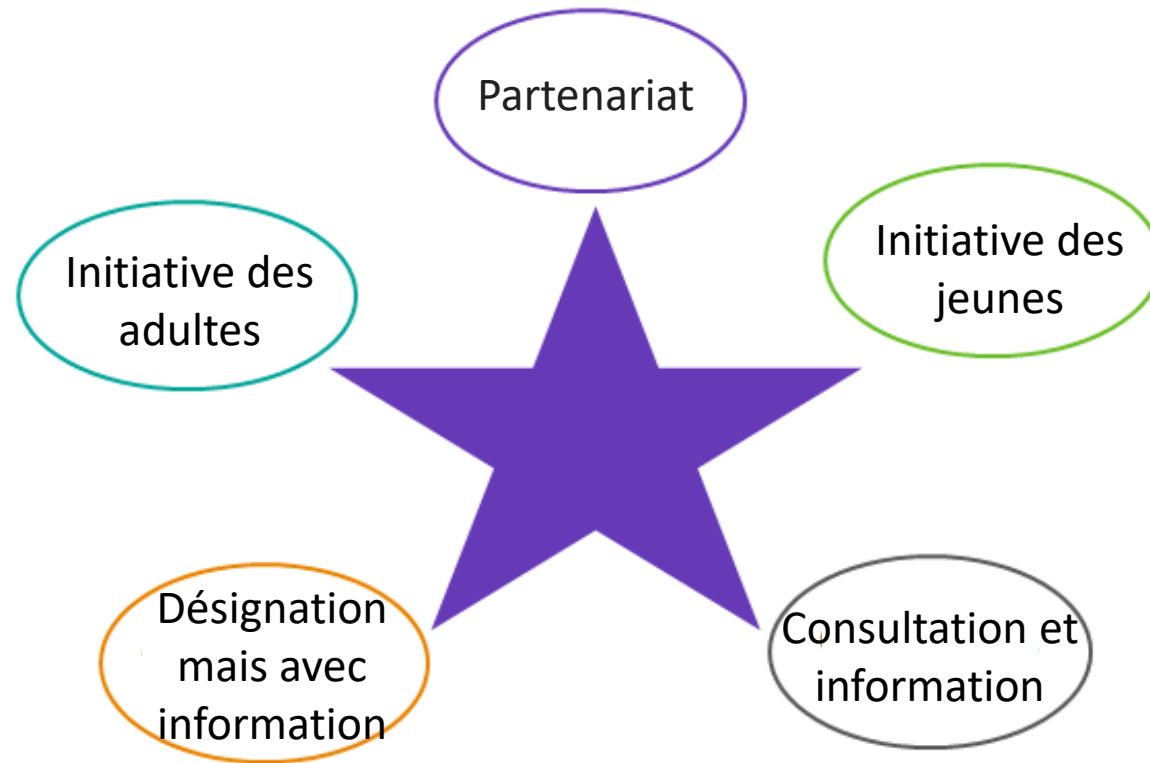 Partenariat
Initiative des
adultes
Initiative des
jeunes
Désignation
mais avec
information
Consultation et
information